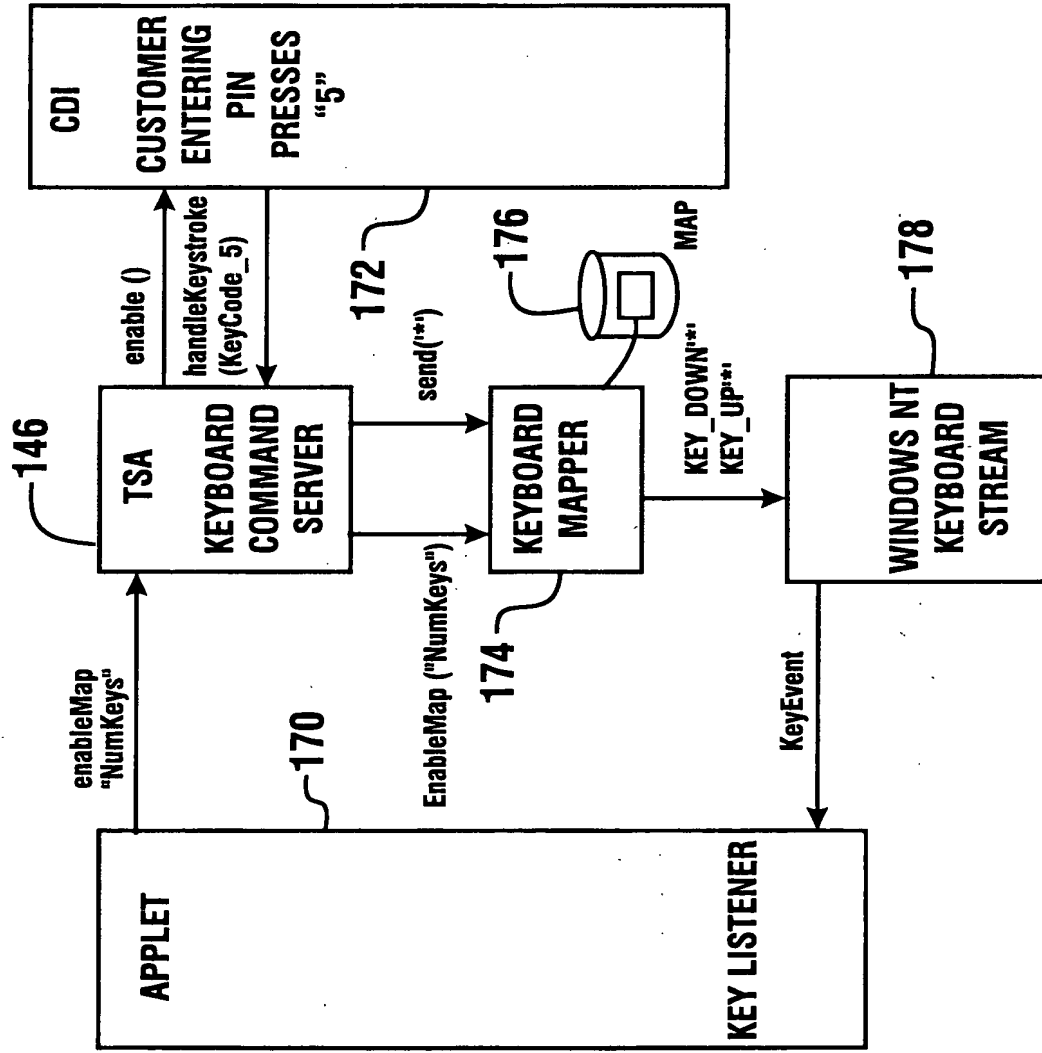 146
enableMap
"NumKeys"
APPLET
170
KEY LISTENER
TSA
KEYBOARD
COMMAND
SERVER
enable ()
handleKeystroke
(KeyCode_5)
CDI
CUSTOMER
ENTERING
PIN
PRESSES
"5"
172
EnableMap ("NumKeys")
send('*')
KEYBOARD
MAPPER
174
176
MAP
KEY_DOWN'*'
KEY_UP'*'
KeyEvent
WINDOWS NT
KEYBOARD
STREAM
178